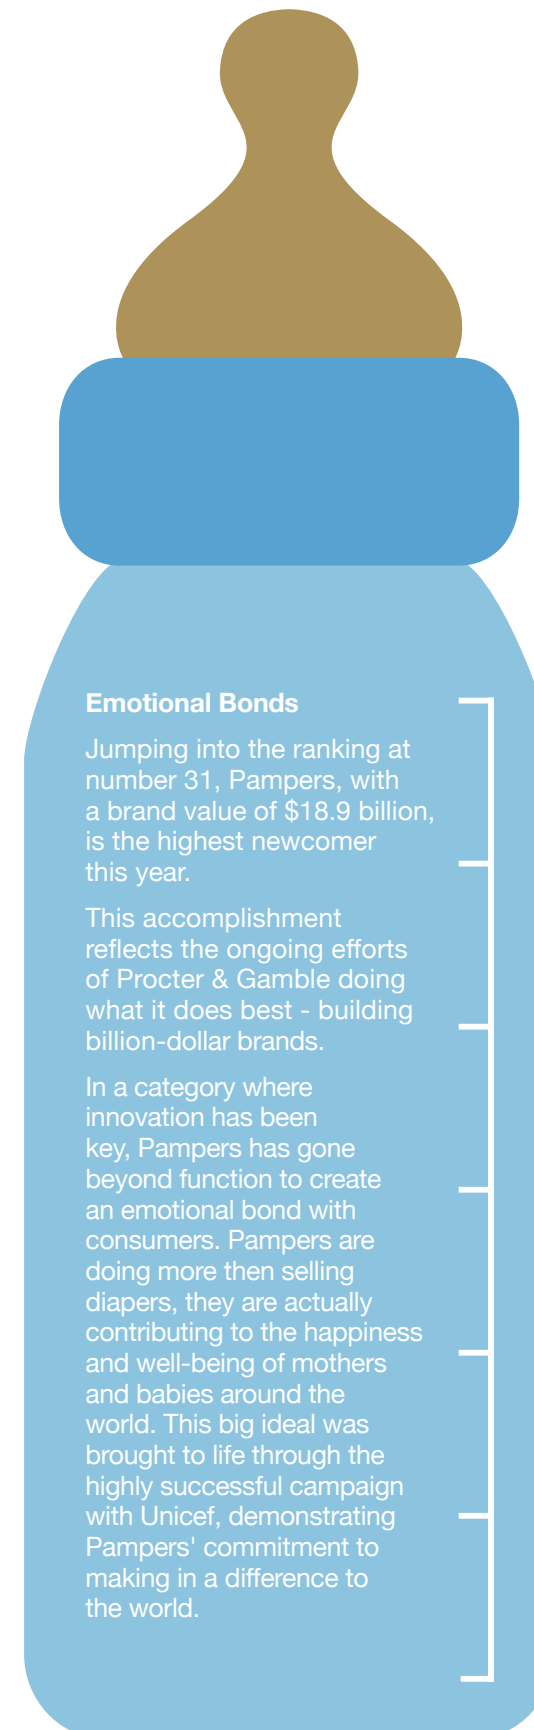 Emotional Bonds
Jumping into the ranking at
number 31, Pampers, with
a brand value of $18.9 billion,
is the highest newcomer
this year.
This accomplishment
reflects the ongoing efforts
of Procter & Gamble doing
what it does best - building
billion-dollar brands.
In a category where
innovation has been
key, Pampers has gone
beyond function to create
an emotional bond with
consumers. Pampers are
doing more then selling
diapers, they are actually
contributing to the happiness
and well-being of mothers
and babies around the
world. This big ideal was
brought to life through the
highly successful campaign
with Unicef, demonstrating
Pampers' commitment to
making in a difference to
the world.